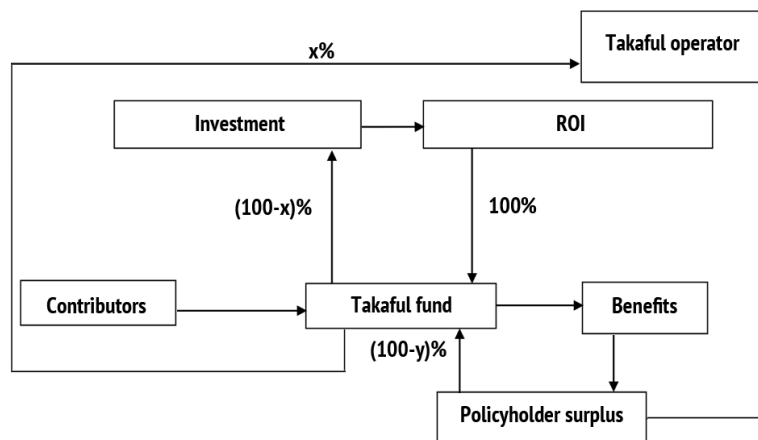 Takaful operator
x%
Investment
ROI
(100-x)%
100%
Contributors
Takaful fund
Benefits
(100-y)%
Policyholder surplus